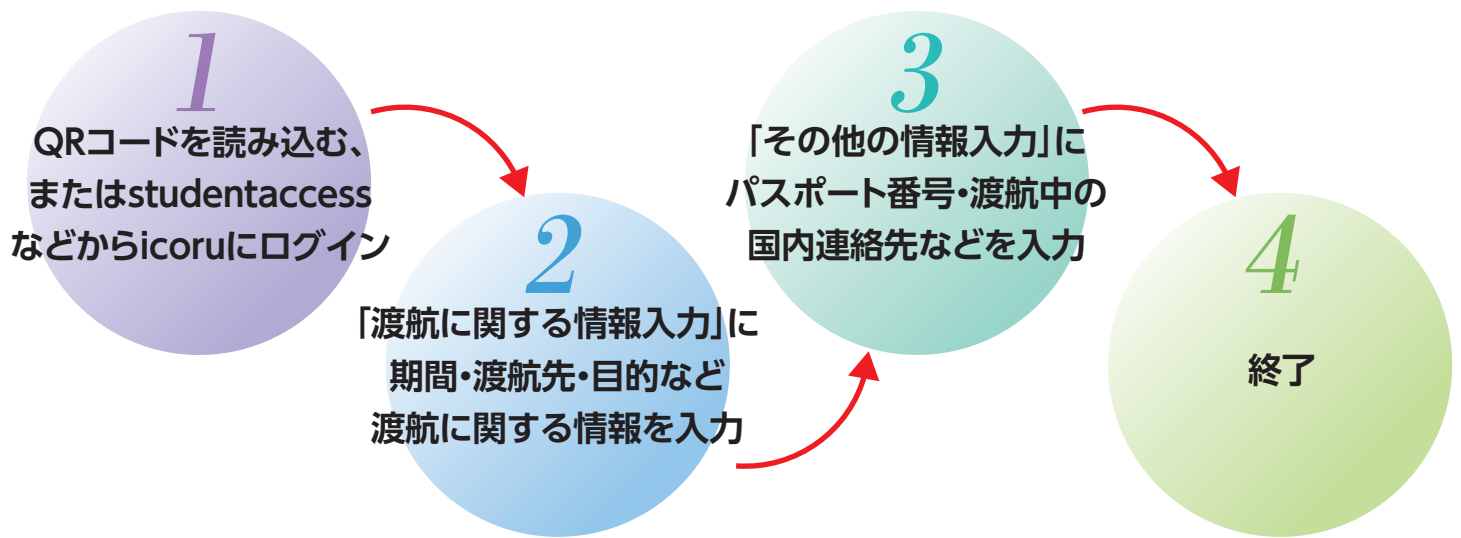 1
QRコードを読み込む、
またはstudentaccess
などからicoruにログイン
2
「渡航に関する情報入力」に
期間・渡航先・目的など
渡航に関する情報を入力
3
「その他の情報入力」に
パスポート番号・渡航中の
国内連絡先などを入力
4
終了